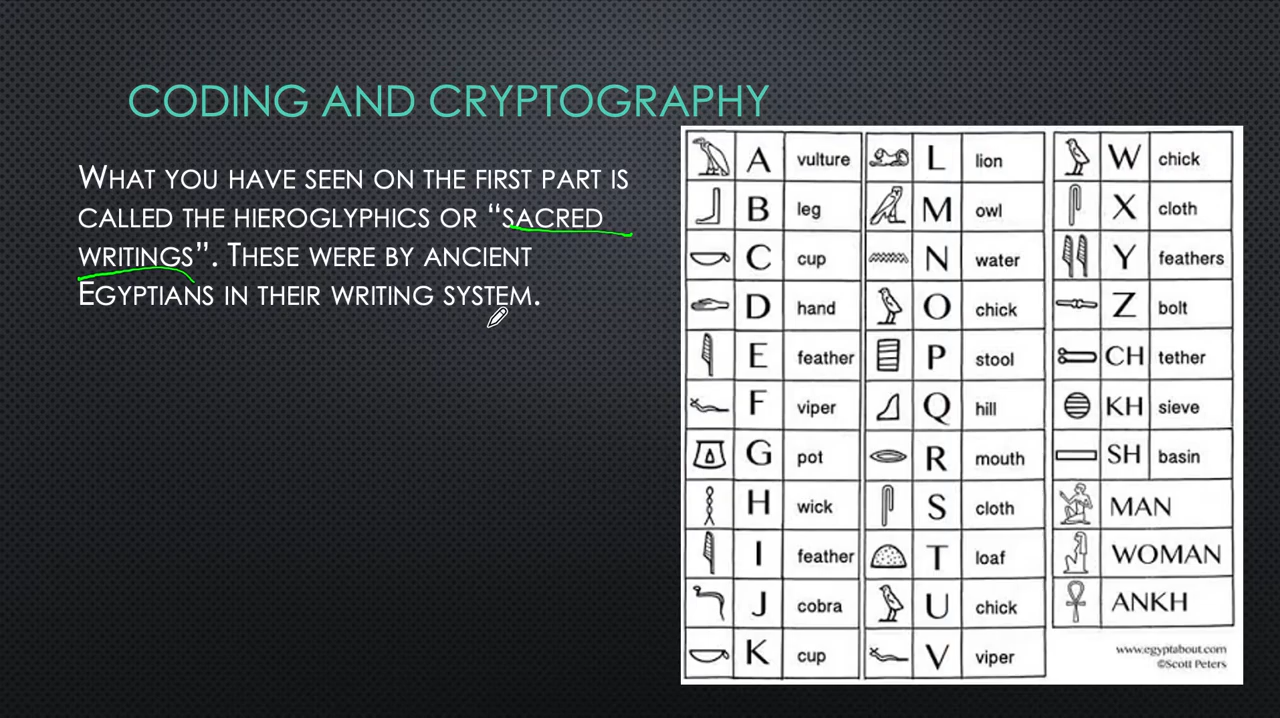 CODING AND CRYPTOGRAPHY
WHAT YOU HAVE SEEN ON THE FIRST PART IS
CALLED THE HIEROGLYPHICS OR “SACRED
WRITINGS”. THESE WERE BY ANCIENT
EGYPTIANS IN THEIR WRITING SYSTEM.
A vulture
B leg
C cup
D hand
E feather
F viper
G pot
H wick
I feather
J cobra
K cup
L lion
M owl
N water
O chick
P stool
Q hill
R mouth
S cloth
T loaf
U chick
V viper
W chick
X cloth
Y feathers
Z bolt
CH tether
KH sieve
SH basin
MAN
WOMAN
ANKH
www.egyptabout.com
©Scott Peters